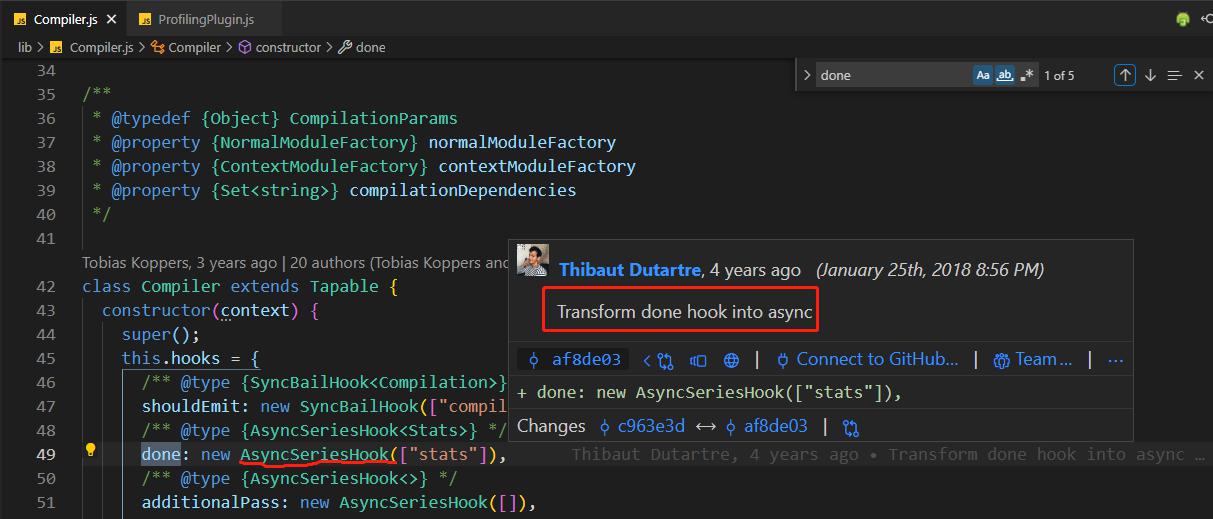 Compiler.js
ProfilingPlugin.js
lib > Compiler.js > Compiler > constructor > done
done
Aa ab, .* 1 of 5
34
35 /**
36 * @typedef {Object} CompilationParams
37 * @property {NormalModuleFactory} normalModuleFactory
38 * @property {ContextModuleFactory} contextModuleFactory
39 * @property {Set<string>} compilationDependencies
40 */
41
Tobias Koppers, 3 years ago | 20 authors (Tobias Koppers and
42 class Compiler extends Tapable {
43 constructor(context) {
44 super();
45 this.hooks = {
46 /** @type {SyncBailHook<Compilation>}
47 shouldEmit: new SyncBailHook(["compil
48 /** @type {AsyncSeriesHook<Stats>} */
49 done: new AsyncSeriesHook(["stats"]), Thibaut Dutartre, 4 years ago • Transform done hook into async …
50 /** @type {AsyncSeriesHook<>} */
51 additionalPass: new AsyncSeriesHook([]),
Thibaut Dutartre, 4 years ago (January 25th, 2018 8:56 PM)
Transform done hook into async
af8de03 | Connect to GitHub... | Team... | ...
+ done: new AsyncSeriesHook(["stats"]),
Changes c963e3d ↔ af8de03 |